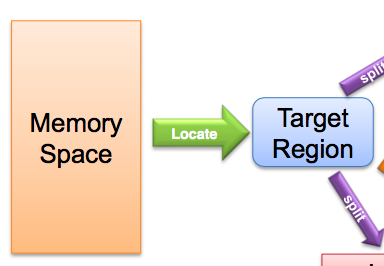 Memory
Space
Locate
Target
Region
split
split